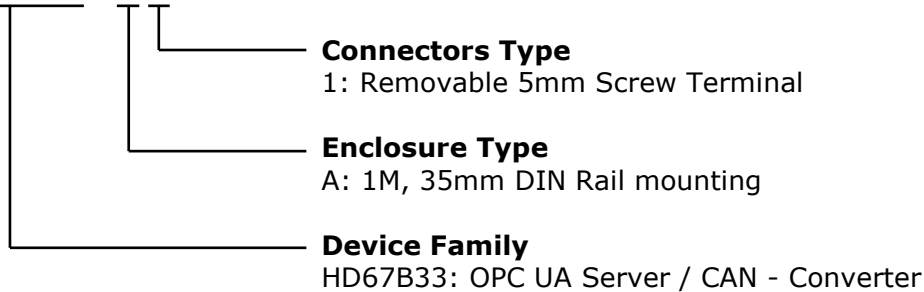 Connectors Type
1: Removable 5mm Screw Terminal
Enclosure Type
A: 1M, 35mm DIN Rail mounting
Device Family
HD67B33: OPC UA Server / CAN - Converter